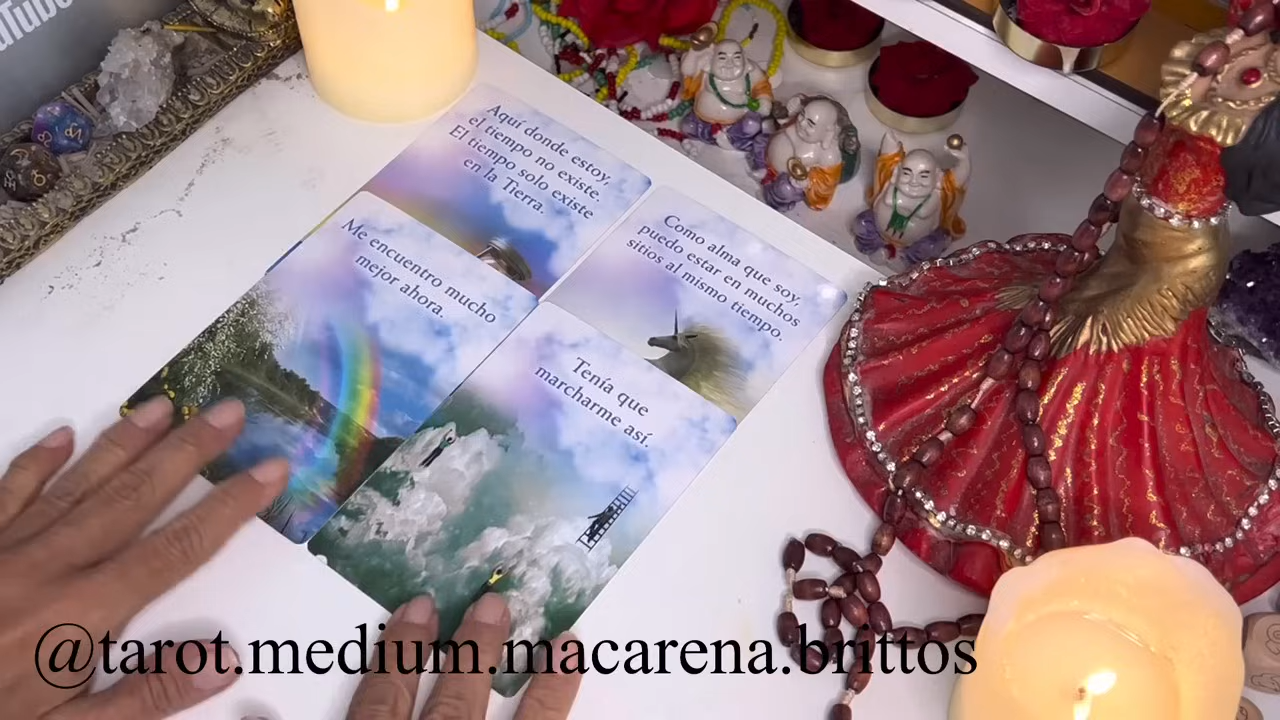 uTube
Aquí donde estoy,
el tiempo no existe.
El tiempo solo existe
en la Tierra.
Como alma que soy,
puedo estar en muchos
sitios al mismo tiempo.
Me encuentro mucho
mejor ahora.
Tenía que
marcharme así.
@tarot.medium.macarena.brittos